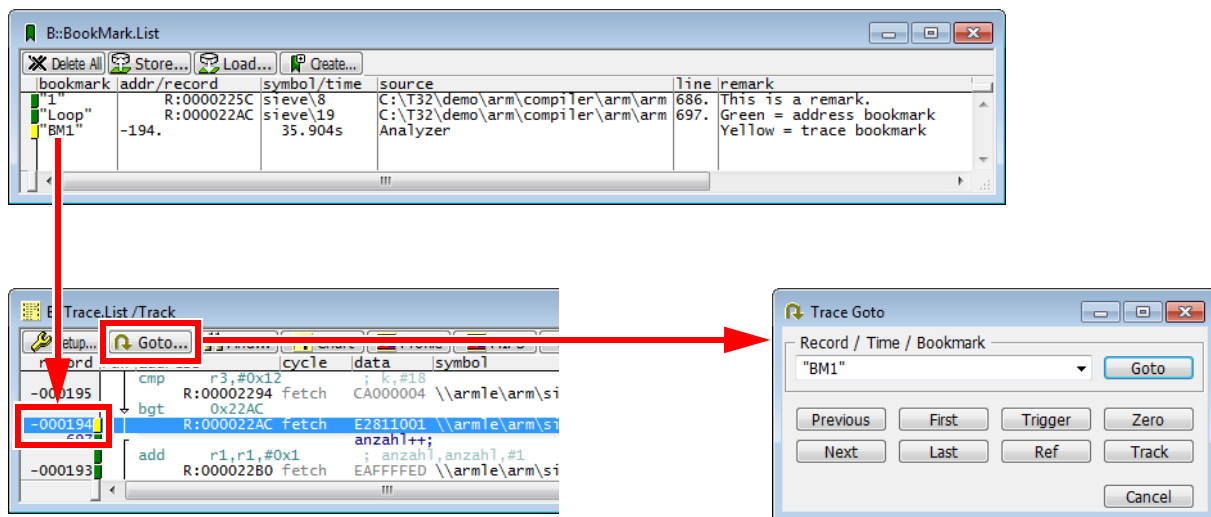 B::BookMark.List
Delete All Store... Load... Create...
bookmark addr/record symbol/time source line remark
"1" R:0000225C sieve\8 C:\T32\demo\arm\compiler\arm\arm 686. This is a remark.
"Loop" R:000022AC sieve\19 C:\T32\demo\arm\compiler\arm\arm 697. Green = address bookmark
"BM1" -194. 35.904s Analyzer Yellow = trace bookmark
Trace.List /Track
Goto...
cycle data symbol
cmp r3,#0x12 ; k,#18
-000195 R:00002294 fetch CA000004 \\armle\arm\si
bgt 0x22AC
-000194 R:000022AC fetch E2811001 \\armle\arm\si
anzahl++;
add r1,r1,#0x1 ; anzahl,anzahl,#1
-000193 R:000022B0 fetch EAFFFFED \\armle\arm\si
Trace Goto
Record / Time / Bookmark
"BM1" Goto
Previous First Trigger Zero
Next Last Ref Track
Cancel